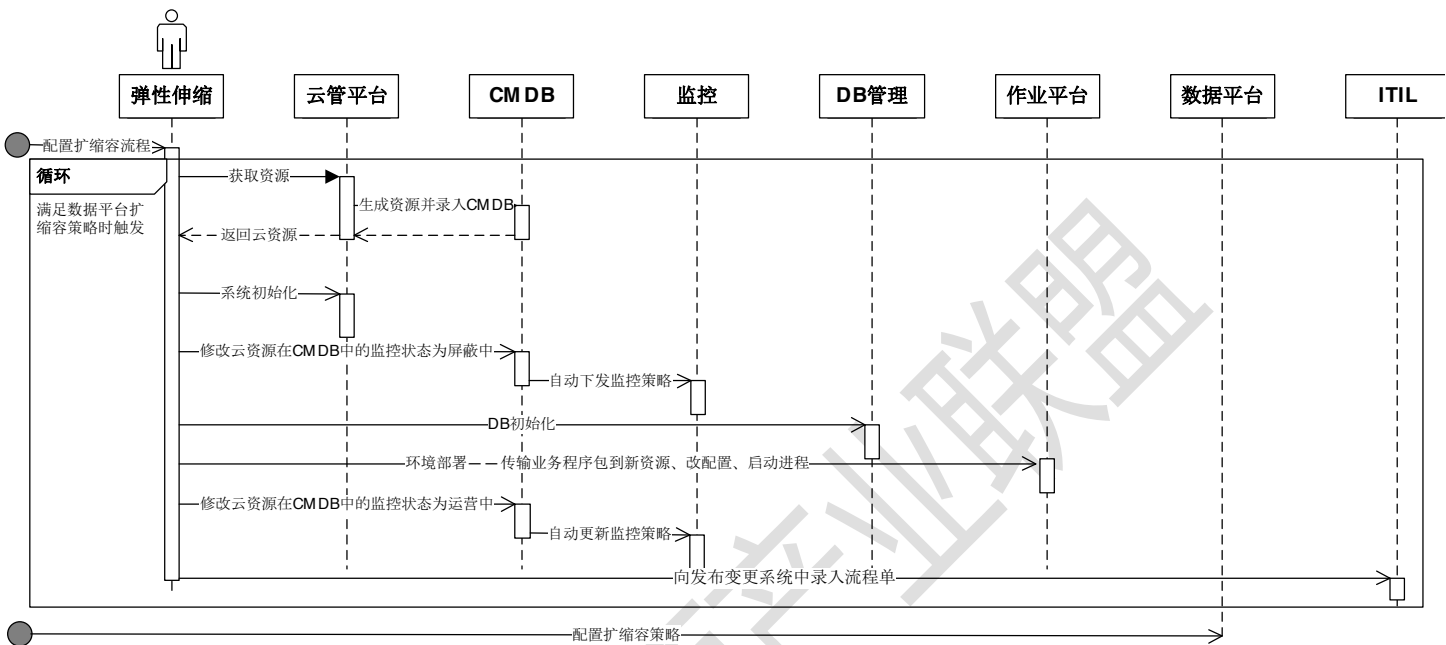 弹性伸缩
云管平台
CMDB
监控
DB管理
作业平台
数据平台
ITIL
配置扩缩容流程
循环
满足数据平台扩
缩容策略时触发
获取资源
生成资源并录入CMDB
返回云资源
系统初始化
修改云资源在CMDB中的监控状态为屏蔽中
自动下发监控策略
DB初始化
环境部署——传输业务程序包到新资源、改配置、启动进程
修改云资源在CMDB中的监控状态为运营中
自动更新监控策略
向发布变更系统中录入流程单
配置扩缩容策略
产业联盟